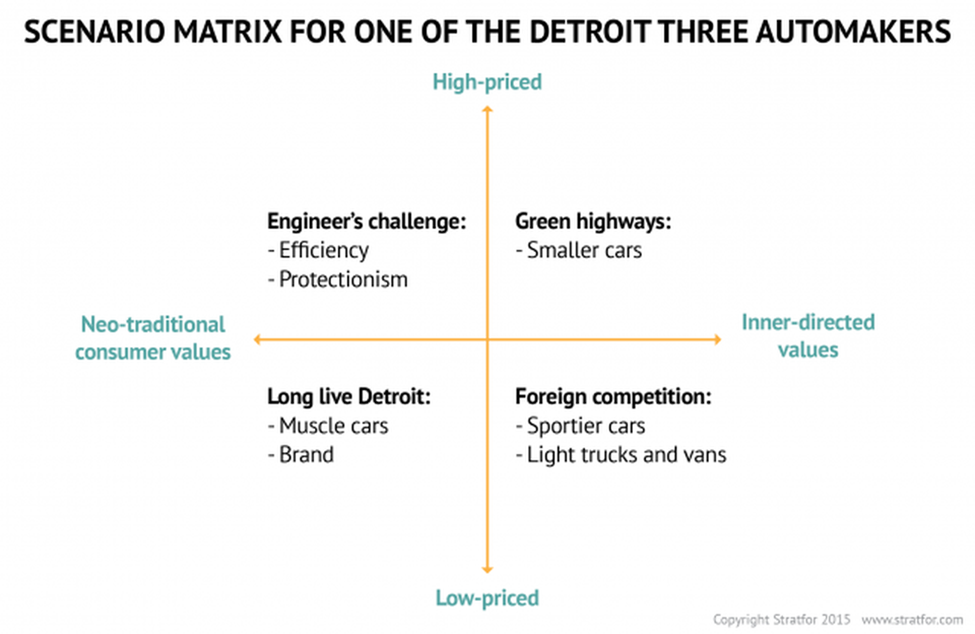 SCENARIO MATRIX FOR ONE OF THE DETROIT THREE AUTOMAKERS
High-priced
Engineer's challenge:
- Efficiency
- Protectionism
Green highways:
- Smaller cars
Neo-traditional
consumer values
Inner-directed
values
Long live Detroit:
- Muscle cars
- Brand
Foreign competition:
- Sportier cars
- Light trucks and vans
Low-priced
Copyright Stratfor 2015 www.stratfor.com